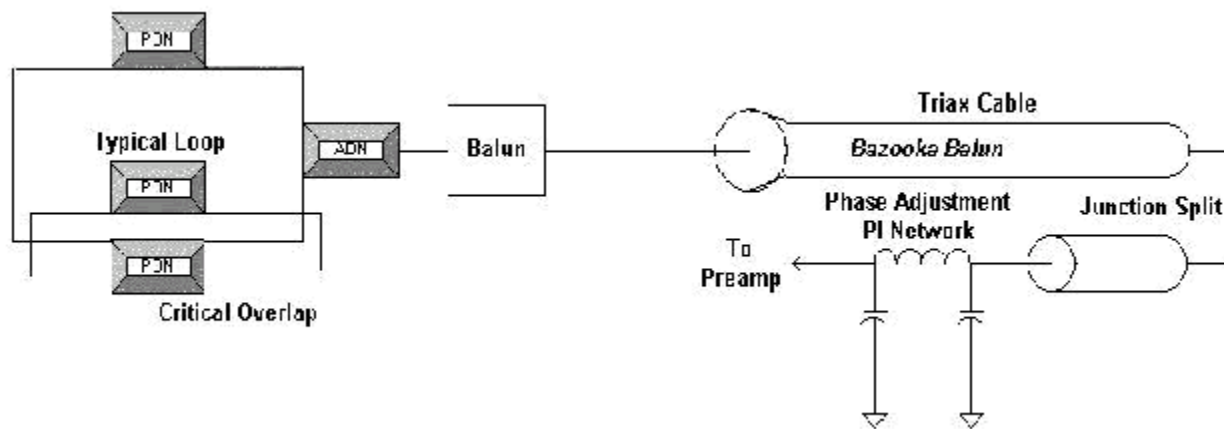 PDN
Typical Loop
PDN
PDN
Critical Overlap
ADN
Balun
Triax Cable
Bazooka Balun
Phase Adjustment
PI Network
Junction Split
To
Preamp